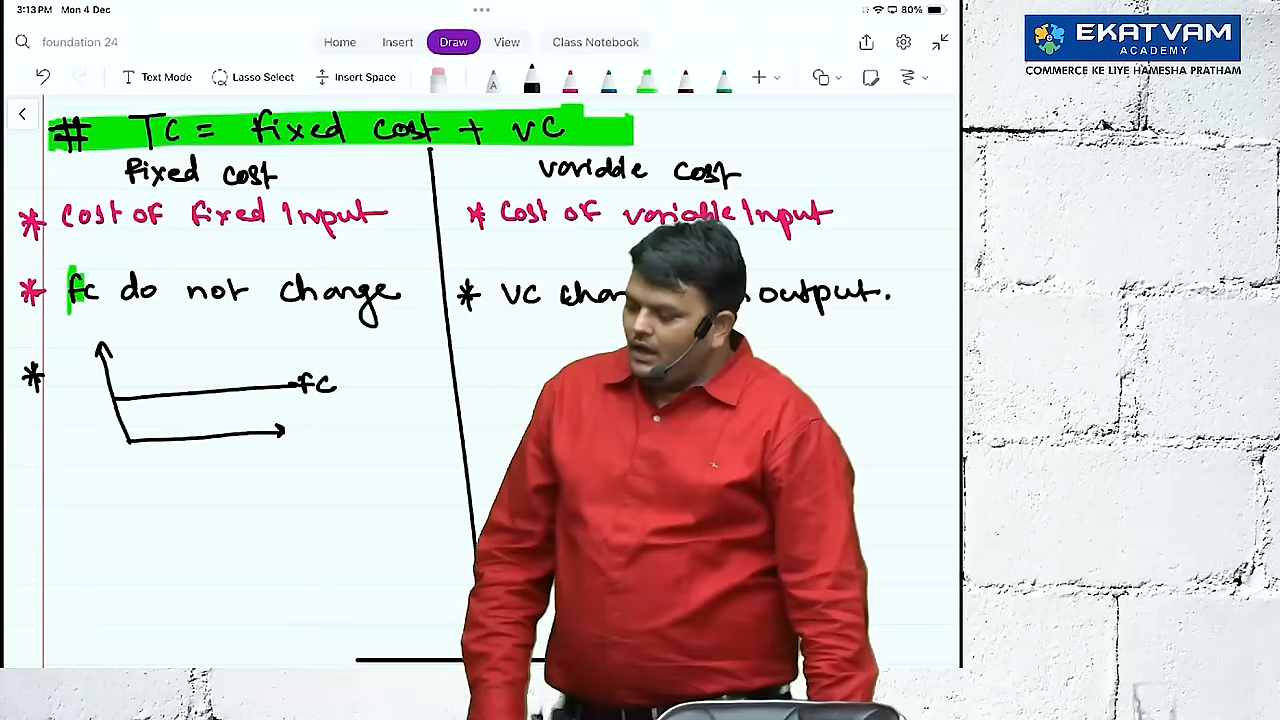 3:13 PM Mon 4 Dec
80%
foundation 24
Home Insert Draw View Class Notebook
Text Mode Lasso Select Insert Space
# TC = fixed cost + VC
fixed cost
variable cost
* Cost of fixed Input
* Cost of variable Input
* fc do not change
* VC output.
*
fC
EKATVAM
ACADEMY
COMMERCE KE LIYE HAMESHA PRATHAM